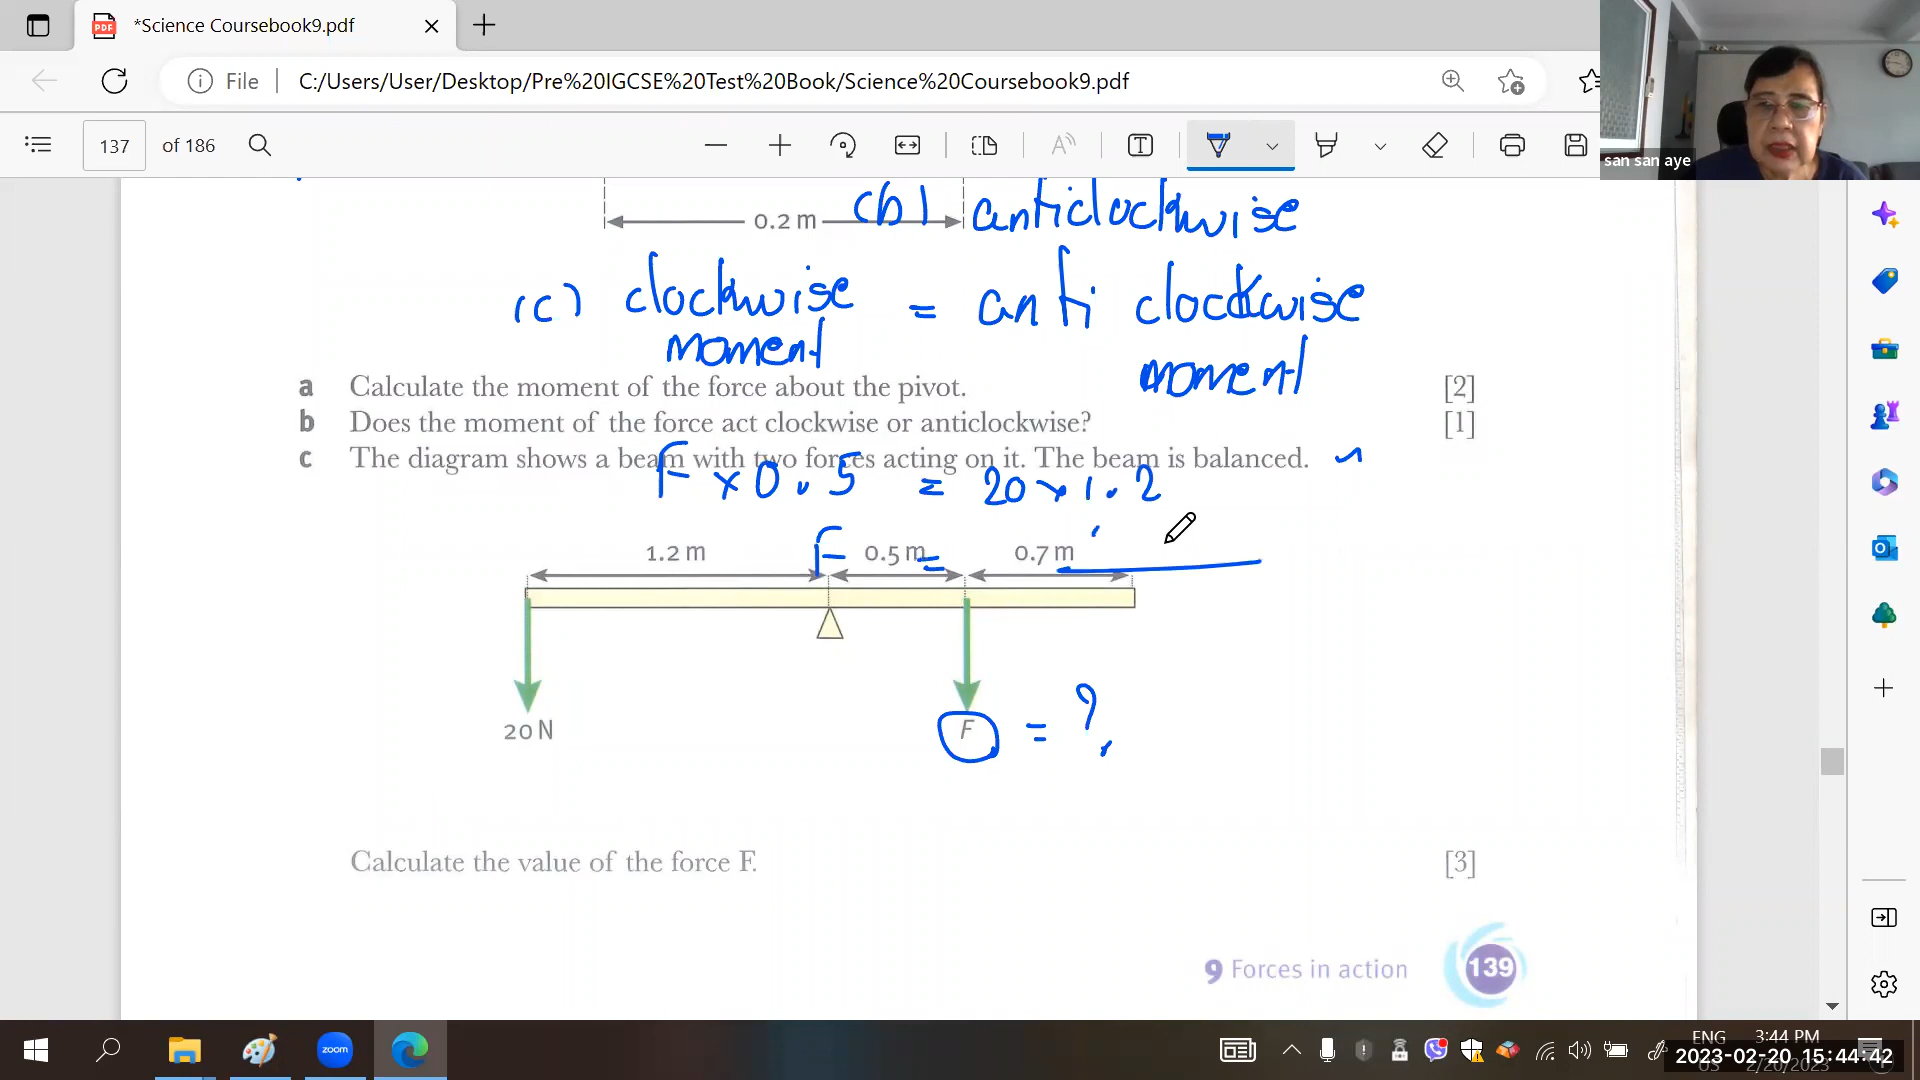 *Science Coursebook9.pdf
File
C:/Users/User/Desktop/Pre%20IGCSE%20Test%20Book/Science%20Coursebook9.pdf
san san aye
137 of 186
0.2 m
(b) anticlockwise
(c) clockwise moment = anti clockwise moment
a Calculate the moment of the force about the pivot. [2]
b Does the moment of the force act clockwise or anticlockwise? [1]
c The diagram shows a beam with two forces acting on it. The beam is balanced.
F × 0.5 = 20 × 1.2
F =
1.2 m 0.5 m 0.7 m
20 N
F = ?
Calculate the value of the force F. [3]
9 Forces in action 139
zoom
ENG
US
3:44 PM
2/20/2023
2023-02-20 15:44:42